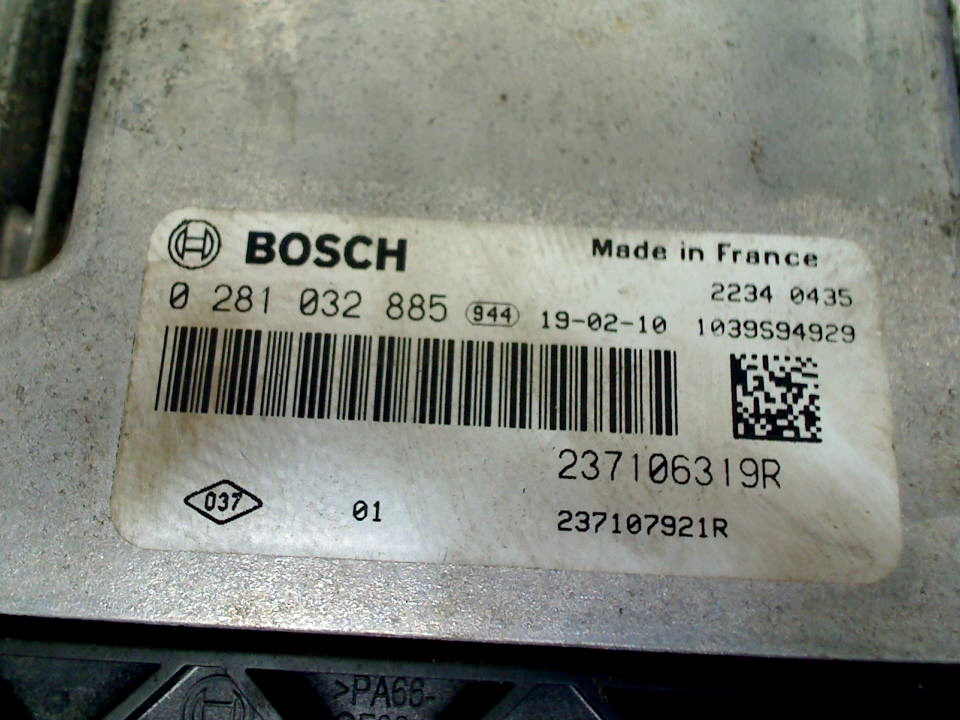 BOSCH Made in France
2234 0435
0 281 032 885 944 19-02-10 1039S94929
237106319R
037 01 237107921R
>PA66-